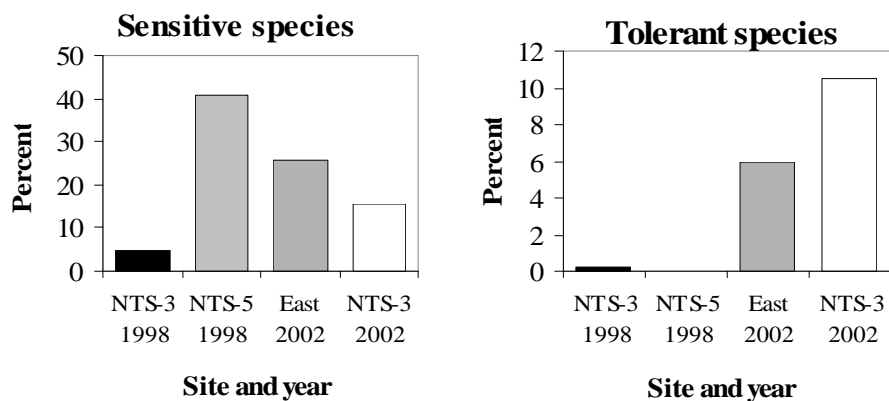 Sensitive species
50
40
30
20
10
0
Percent
NTS-3 NTS-5 East NTS-3
1998 1998 2002 2002
Site and year
Tolerant species
12
10
8
6
4
2
0
Percent
NTS-3 NTS-5 East NTS-3
1998 1998 2002 2002
Site and year